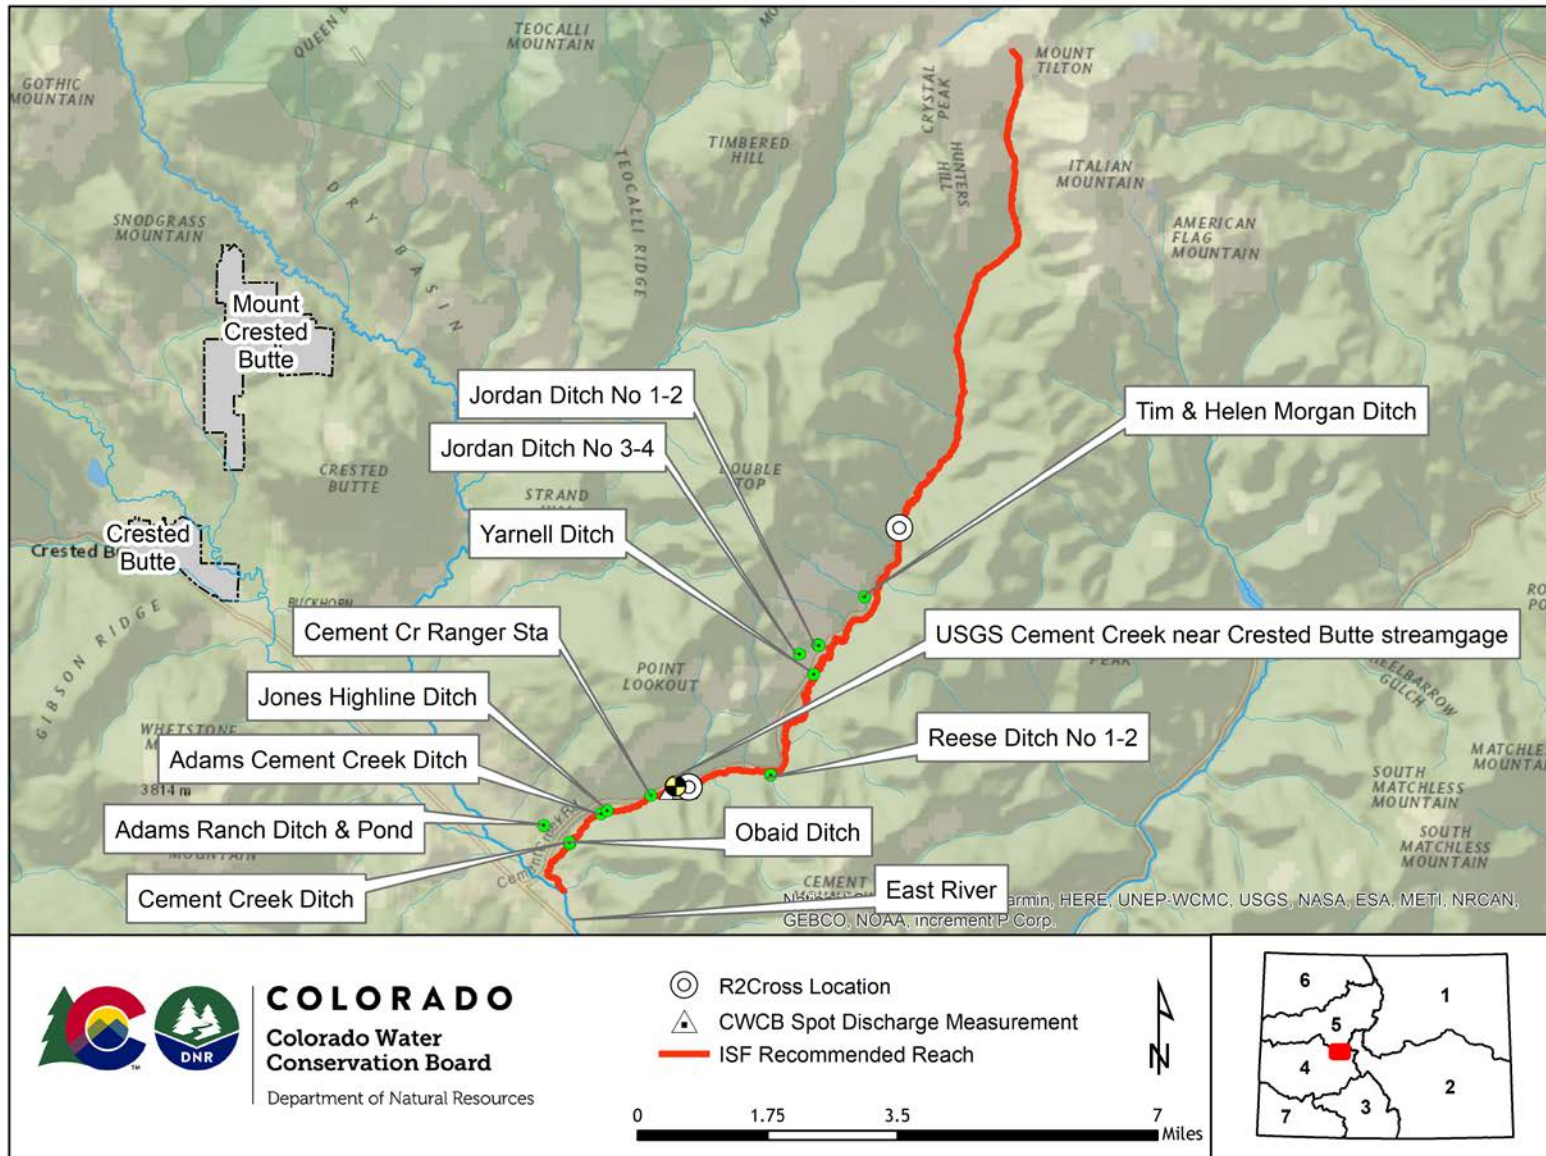 GOTHIC
MOUNTAIN
TEOCALLI
MOUNTAIN
MOUNT
TILTON
CRYSTAL
PEAK
HUNTERS
HILL
TIMBERED
HILL
TEOCALLI RIDGE
ITALIAN
MOUNTAIN
AMERICAN
FLAG
MOUNTAIN
SNODGRASS
MOUNTAIN
DRY BASIN
Mount
Crested
Butte
Jordan Ditch No 1-2
Tim & Helen Morgan Ditch
Jordan Ditch No 3-4
CRESTED
BUTTE
DOUBLE
TOP
STRAND
Yarnell Ditch
Crested
Butte
Crested B
GIBSON RIDGE
BUCKHORN
Cement Cr Ranger Sta
USGS Cement Creek near Crested Butte streamgage
PEAK
GULCH
POINT
LOOKOUT
Jones Highline Ditch
WHETSTONE
Reese Ditch No 1-2
Adams Cement Creek Ditch
3814 m
SOUTH
MATCHLESS
MOUNTAIN
SOUTH
MATCHLESS
MOUNTAIN
Adams Ranch Ditch & Pond
MOUNTAIN
Obaid Ditch
Cement Creek Ditch
CEMENT
East River
armin, HERE, UNEP-WCMC, USGS, NASA, ESA, METI, NRCAN,
GEBCO, NOAA, increment P Corp.
COLORADO
Colorado Water
Conservation Board
Department of Natural Resources
DNR
TM
R2Cross Location
CWCB Spot Discharge Measurement
ISF Recommended Reach
N
0 1.75 3.5 7
Miles
6
1
5
4
2
3
7